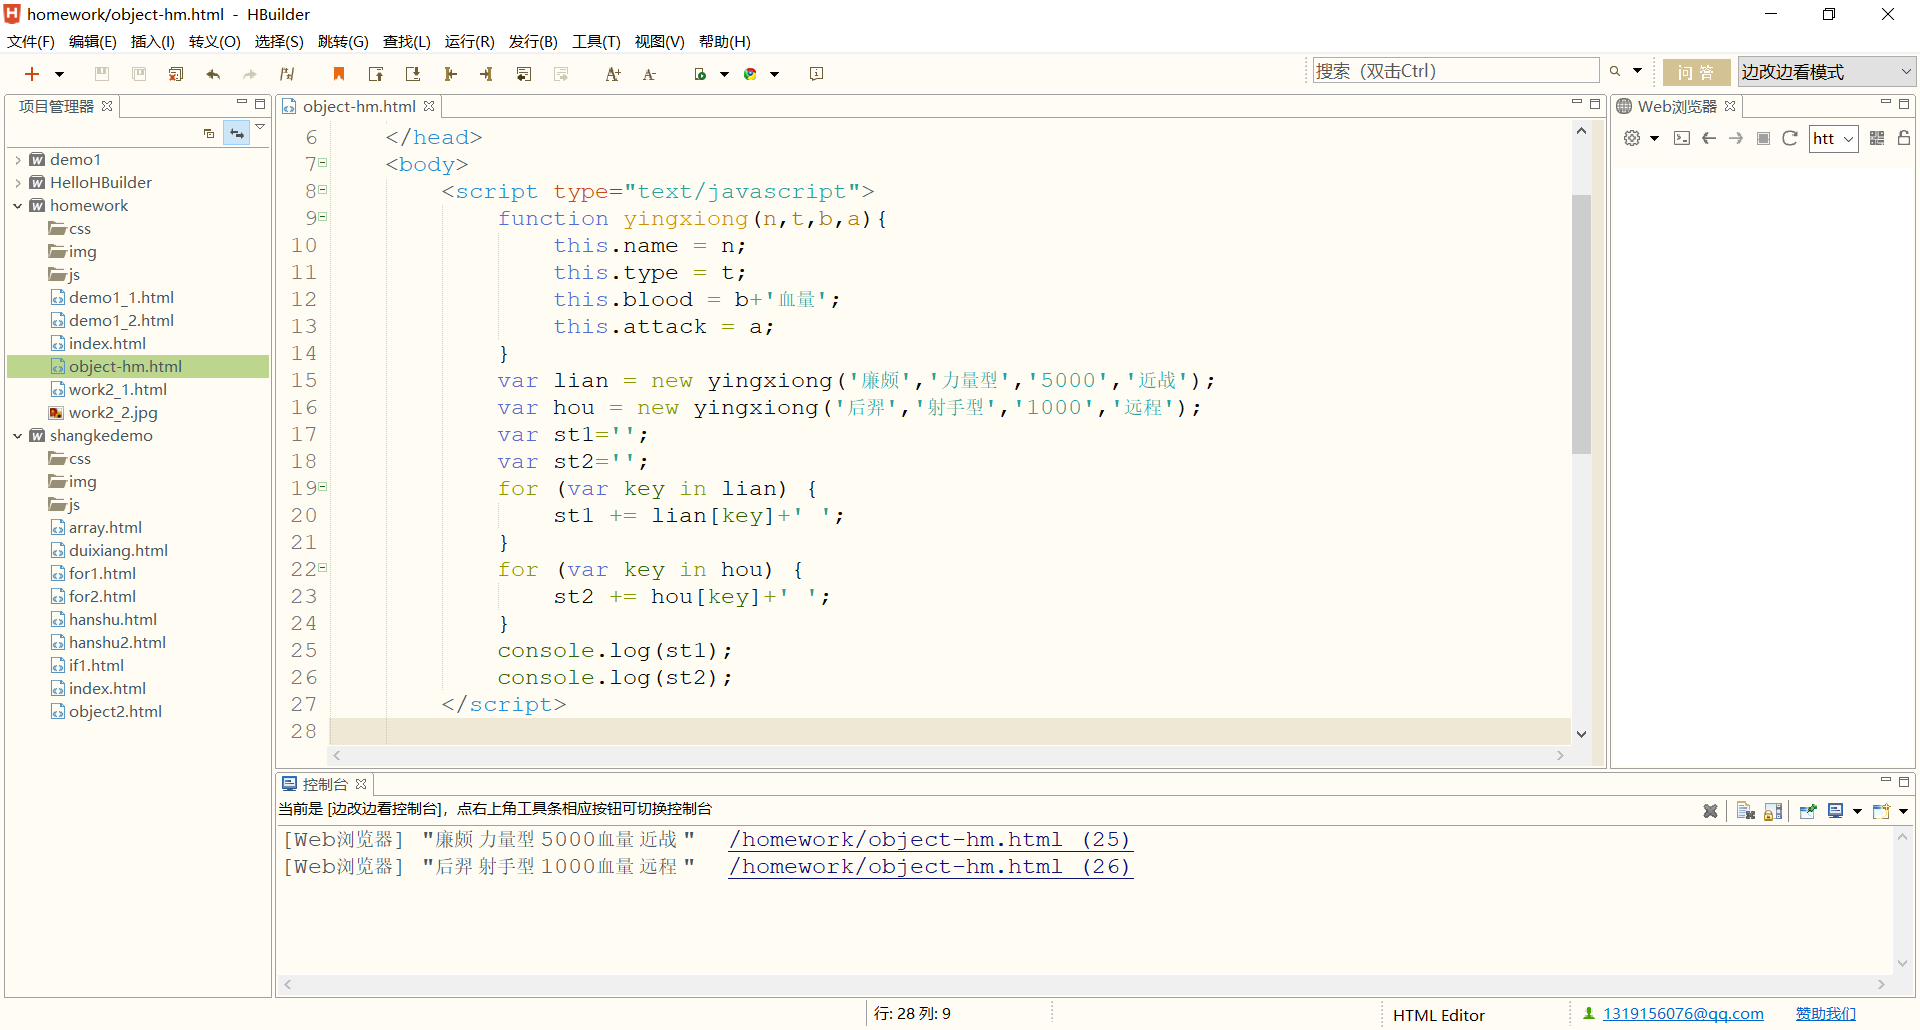 homework/object-hm.html - HBuilder
文件(F) 编辑(E) 插入(I) 转义(O) 选择(S) 跳转(G) 查找(L) 运行(R) 发行(B) 工具(T) 视图(V) 帮助(H)
搜索（双击Ctrl） 问 答 边改边看模式
项目管理器
demo1
HelloHBuilder
homework
css
img
js
demo1_1.html
demo1_2.html
index.html
object-hm.html
work2_1.html
work2_2.jpg
shangkedemo
css
img
js
array.html
duixiang.html
for1.html
for2.html
hanshu.html
hanshu2.html
if1.html
index.html
object2.html
object-hm.html
6 </head>
7 <body>
8 <script type="text/javascript">
9 function yingxiong(n,t,b,a){
10 this.name = n;
11 this.type = t;
12 this.blood = b+'血量';
13 this.attack = a;
14 }
15 var lian = new yingxiong('廉颇','力量型','5000','近战');
16 var hou = new yingxiong('后羿','射手型','1000','远程');
17 var st1='';
18 var st2='';
19 for (var key in lian) {
20 st1 += lian[key]+' ';
21 }
22 for (var key in hou) {
23 st2 += hou[key]+' ';
24 }
25 console.log(st1);
26 console.log(st2);
27 </script>
28
Web浏览器
htt
控制台
当前是 [边改边看控制台]，点右上角工具条相应按钮可切换控制台
[Web浏览器] "廉颇 力量型 5000血量 近战 " /homework/object-hm.html (25)
[Web浏览器] "后羿 射手型 1000血量 远程 " /homework/object-hm.html (26)
行: 28 列: 9 HTML Editor 1319156076@qq.com 赞助我们